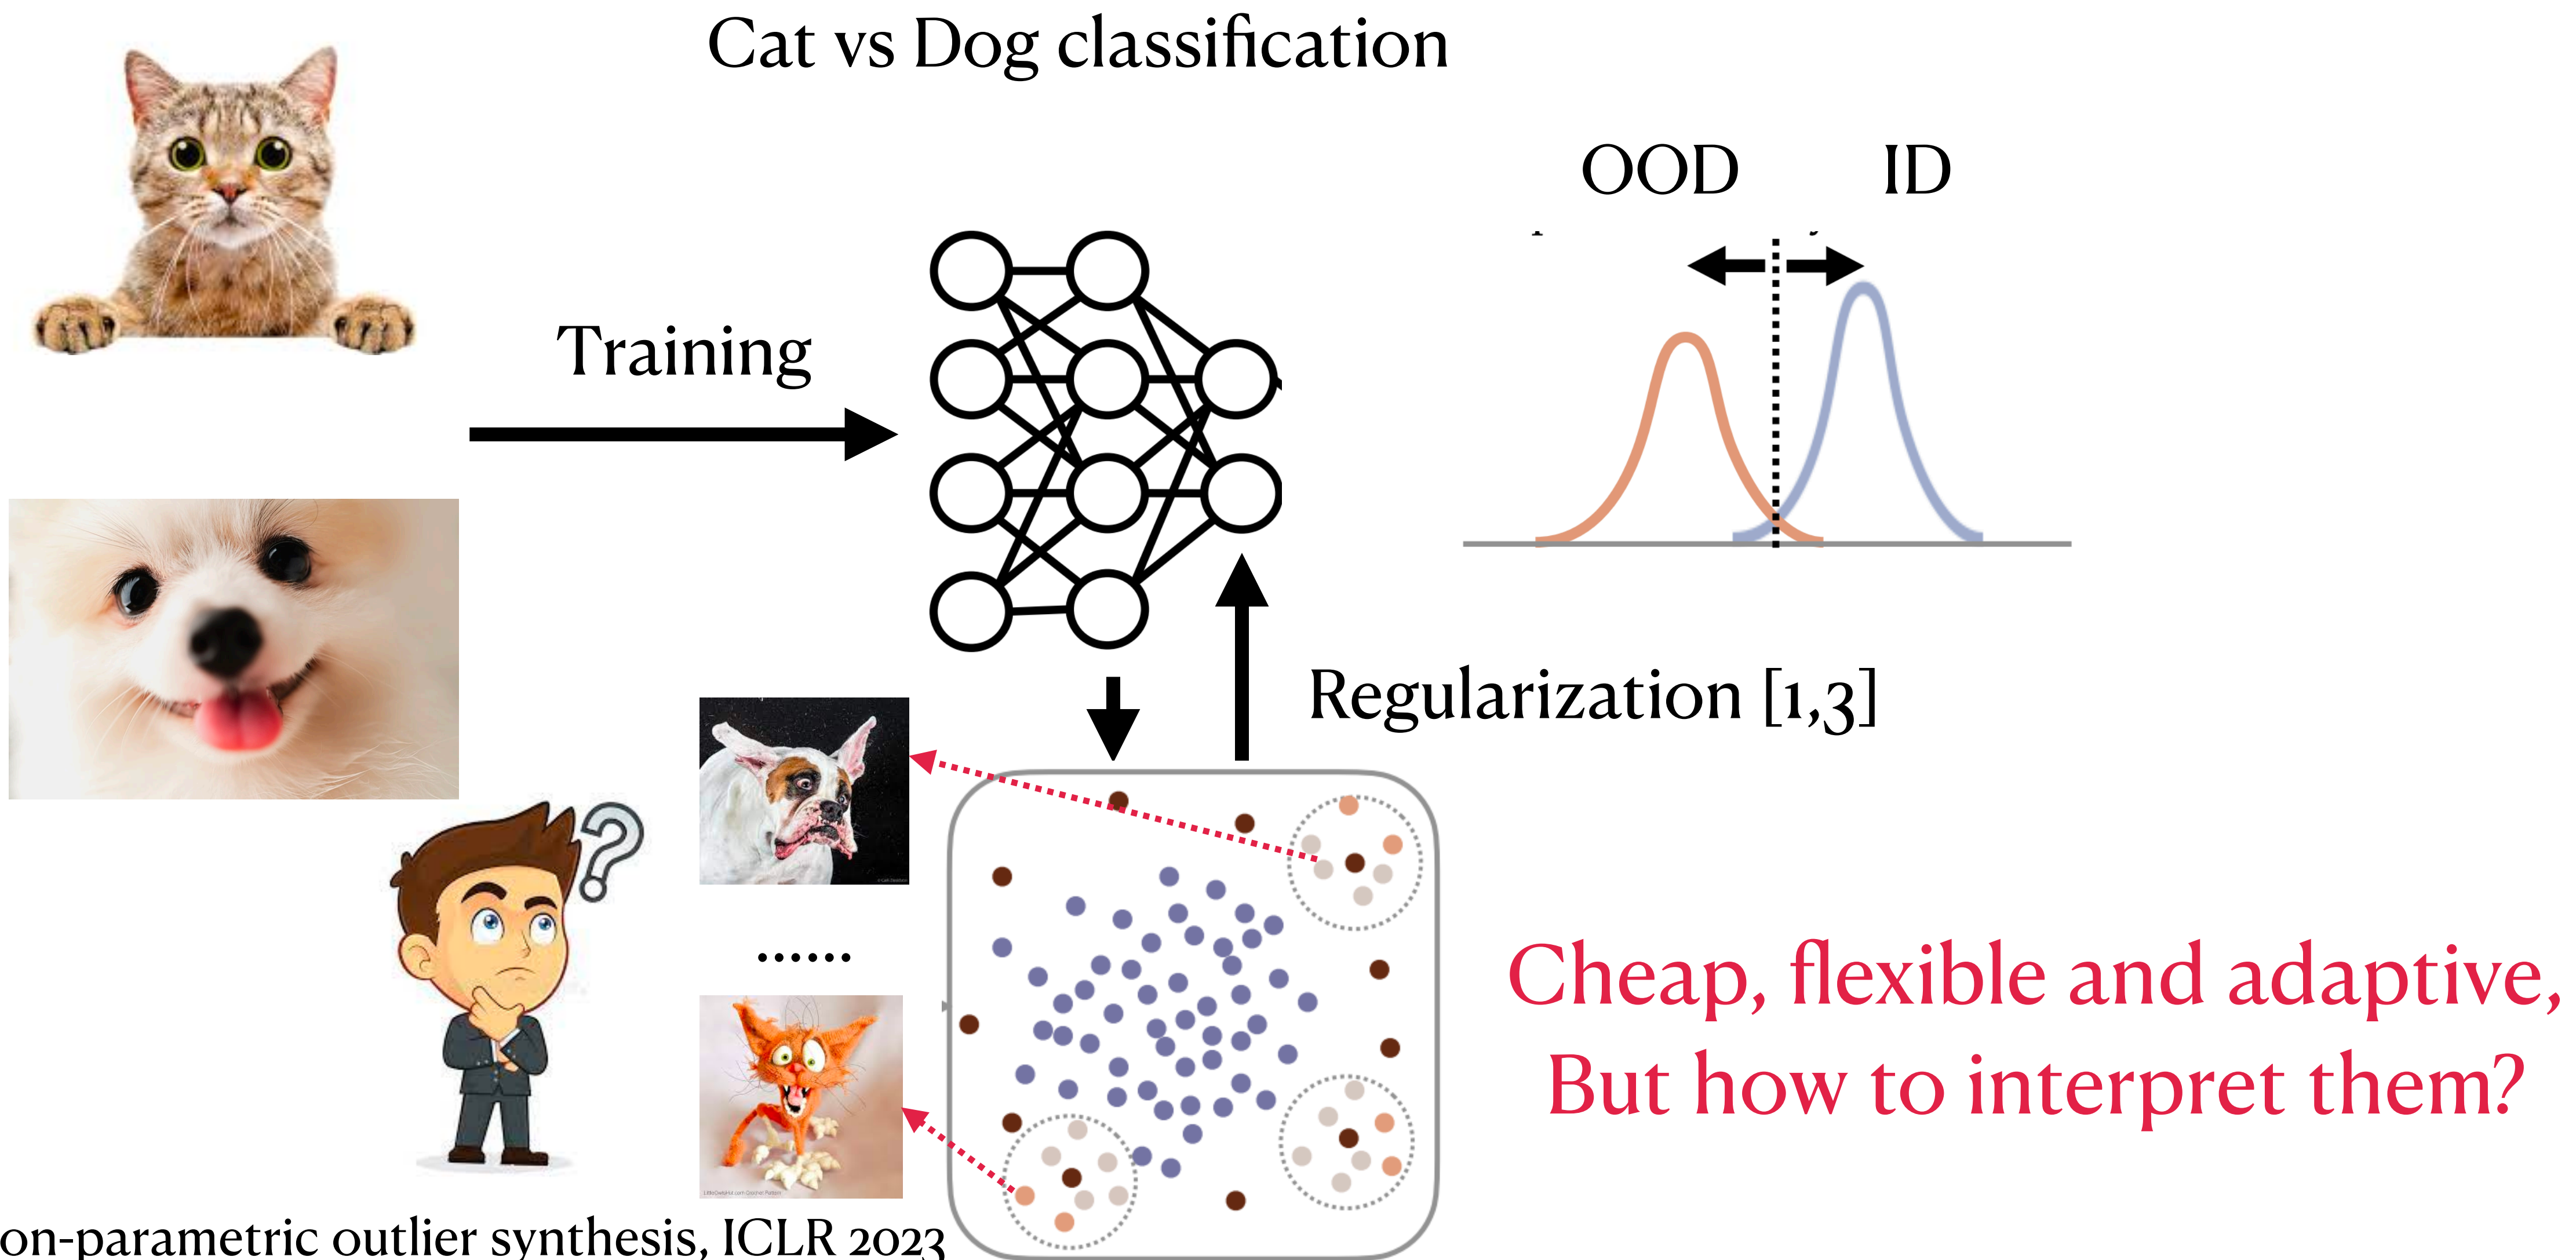 Cat vs Dog classification
OOD
ID
Training
Regularization [1,3]
......
Cheap, flexible and adaptive,
But how to interpret them?
on-parametric outlier synthesis, ICLR 2023